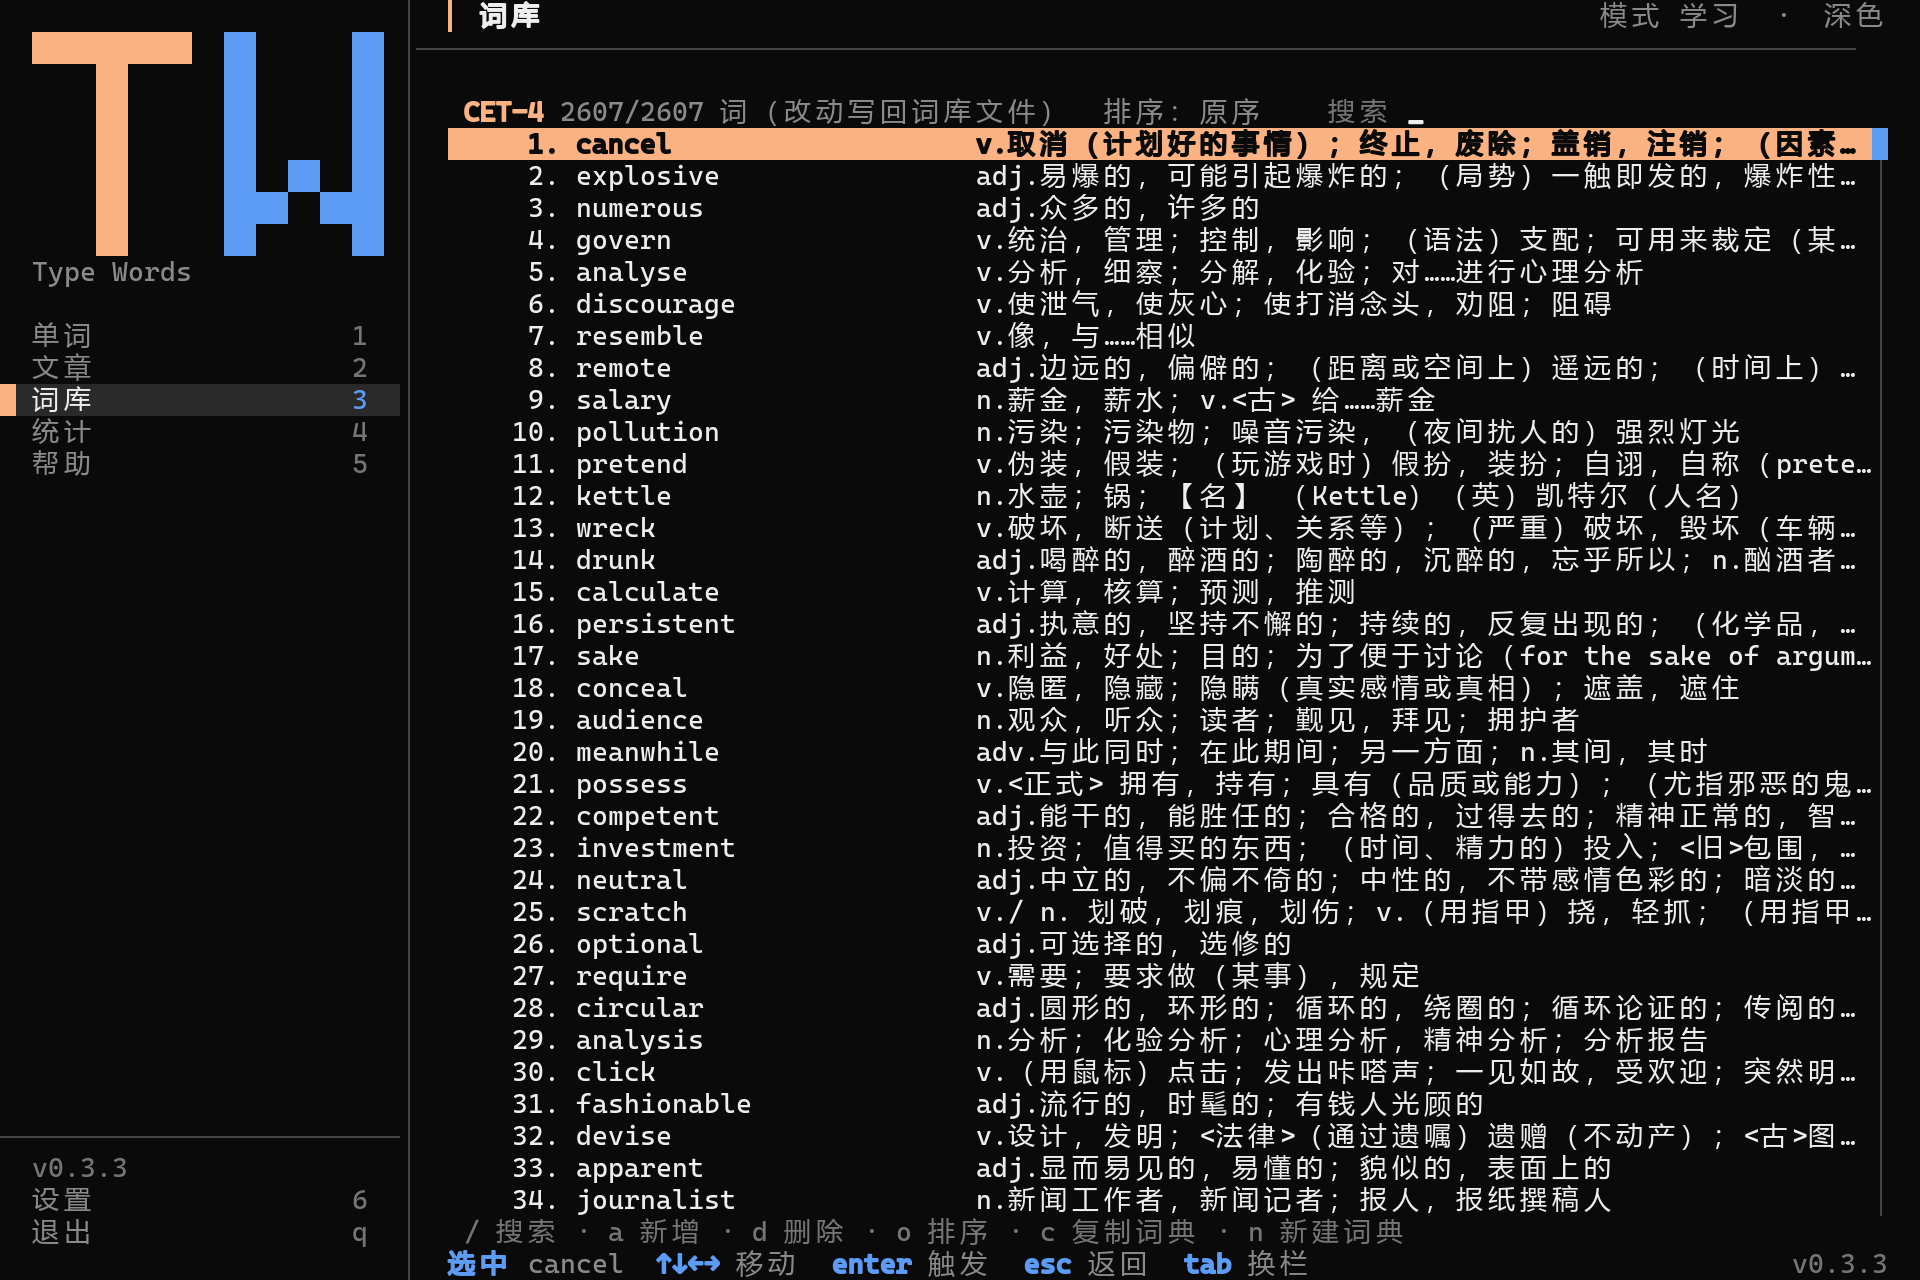 TW
Type Words
单词 1
文章 2
词库 3
统计 4
帮助 5
v0.3.3
设置 6
退出 q
词库 模式 学习 · 深色
CET-4 2607/2607 词（改动写回词库文件） 排序：原序 搜索 _
1. cancel v.取消（计划好的事情）；终止，废除；盖销，注销；（因素…
2. explosive adj.易爆的，可能引起爆炸的；（局势）一触即发的，爆炸性…
3. numerous adj.众多的，许多的
4. govern v.统治，管理；控制，影响；（语法）支配；可用来裁定（某…
5. analyse v.分析，细察；分解，化验；对……进行心理分析
6. discourage v.使泄气，使灰心；使打消念头，劝阻；阻碍
7. resemble v.像，与……相似
8. remote adj.边远的，偏僻的；（距离或空间上）遥远的；（时间上）…
9. salary n.薪金，薪水；v.<古> 给……薪金
10. pollution n.污染；污染物；噪音污染，（夜间扰人的）强烈灯光
11. pretend v.伪装，假装；（玩游戏时）假扮，装扮；自诩，自称（prete…
12. kettle n.水壶；锅；【名】（Kettle）（英）凯特尔（人名）
13. wreck v.破坏，断送（计划、关系等）；（严重）破坏，毁坏（车辆…
14. drunk adj.喝醉的，醉酒的；陶醉的，沉醉的，忘乎所以；n.酗酒者…
15. calculate v.计算，核算；预测，推测
16. persistent adj.执意的，坚持不懈的；持续的，反复出现的；（化学品，…
17. sake n.利益，好处；目的；为了便于讨论（for the sake of argum…
18. conceal v.隐匿，隐藏；隐瞒（真实感情或真相）；遮盖，遮住
19. audience n.观众，听众；读者；觐见，拜见；拥护者
20. meanwhile adv.与此同时；在此期间；另一方面；n.其间，其时
21. possess v.<正式> 拥有，持有；具有（品质或能力）；（尤指邪恶的鬼…
22. competent adj.能干的，能胜任的；合格的，过得去的；精神正常的，智…
23. investment n.投资；值得买的东西；（时间、精力的）投入；<旧>包围，…
24. neutral adj.中立的，不偏不倚的；中性的，不带感情色彩的；暗淡的…
25. scratch v./ n. 划破，划痕，划伤；v.（用指甲）挠，轻抓；（用指甲…
26. optional adj.可选择的，选修的
27. require v.需要；要求做（某事），规定
28. circular adj.圆形的，环形的；循环的，绕圈的；循环论证的；传阅的…
29. analysis n.分析；化验分析；心理分析，精神分析；分析报告
30. click v.（用鼠标）点击；发出咔嗒声；一见如故，受欢迎；突然明…
31. fashionable adj.流行的，时髦的；有钱人光顾的
32. devise v.设计，发明；<法律>（通过遗嘱）遗赠（不动产）；<古>图…
33. apparent adj.显而易见的，易懂的；貌似的，表面上的
34. journalist n.新闻工作者，新闻记者；报人，报纸撰稿人
/ 搜索 · a 新增 · d 删除 · o 排序 · c 复制词典 · n 新建词典
选中 cancel ↑↓←→ 移动 enter 触发 esc 返回 tab 换栏 v0.3.3